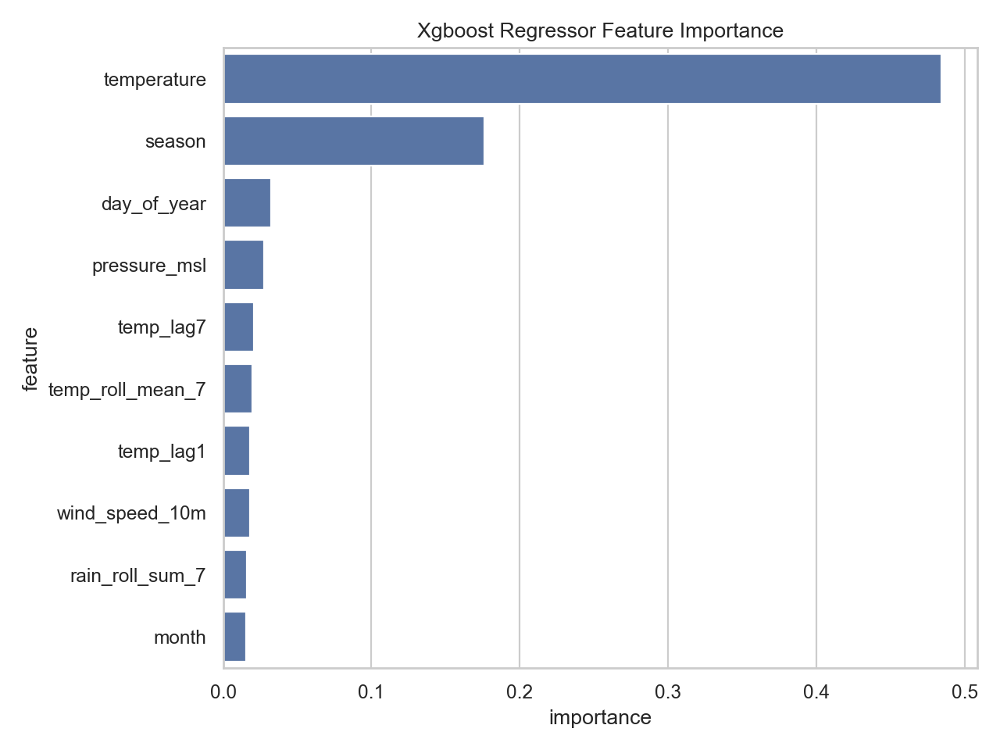 Xgboost Regressor Feature Importance
temperature
season
day_of_year
pressure_msl
temp_lag7
temp_roll_mean_7
temp_lag1
wind_speed_10m
rain_roll_sum_7
month
feature
0.0 0.1 0.2 0.3 0.4 0.5
importance